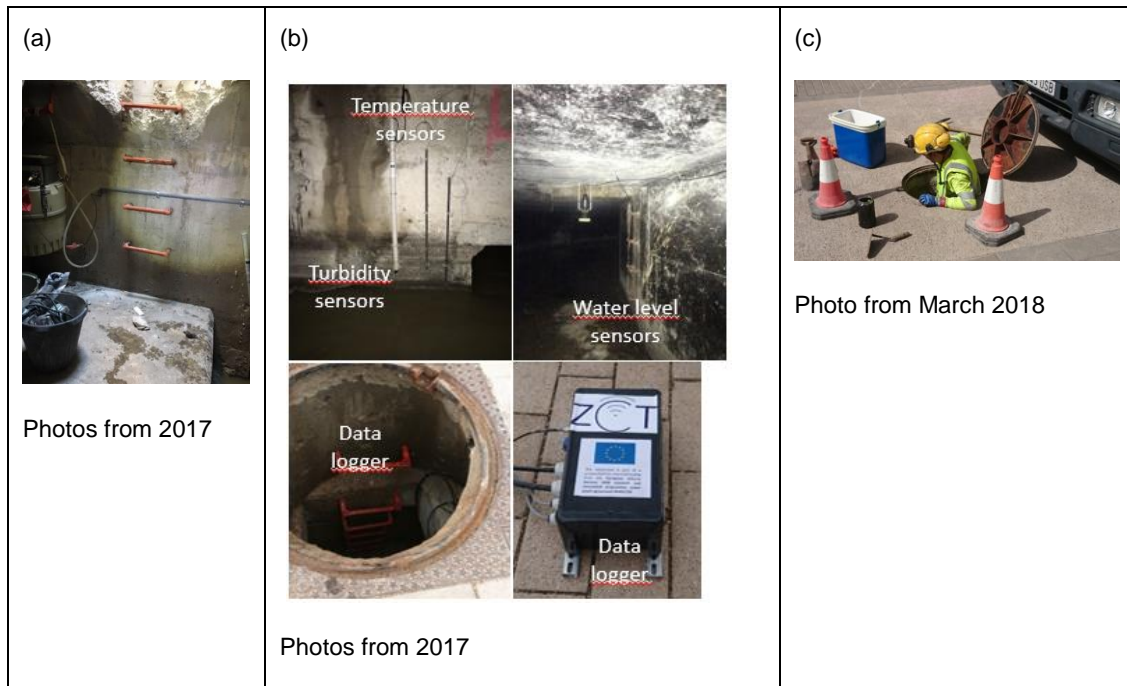 (a)
Photos from 2017
(b)
Temperature
sensors
Turbidity
sensors
Water level
sensors
Data
logger
ZCT
Data
logger
Photos from 2017
(c)
USB
Photo from March 2018